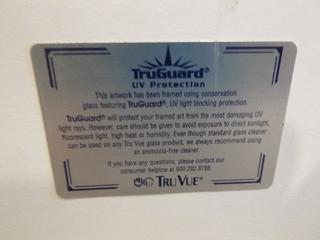 TruGuard®
UV Protection
This artwork has been framed using conservation
glass featuring TruGuard®, UV light blocking protection.
TruGuard® will protect your framed art from the most damaging UV
light rays. However, care should be given to avoid exposure to direct sunlight,
fluorescent light, high heat or humidity. Even though standard glass cleaner
can be used on any Tru Vue glass product, we always recommend using
an ammonia-free cleaner.
If you have any questions, please contact our
consumer helpline at 800.282.8788.
TRU VUE®